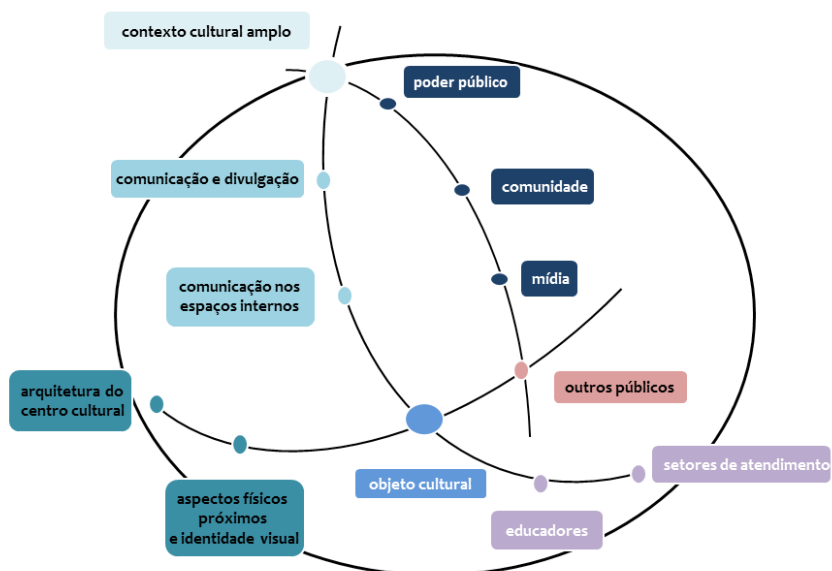 contexto cultural amplo
poder público
comunicação e divulgação
comunidade
comunicação nos
espaços internos
mídia
arquitetura do
centro cultural
outros públicos
objeto cultural
setores de atendimento
aspectos físicos
próximos
e identidade visual
educadores